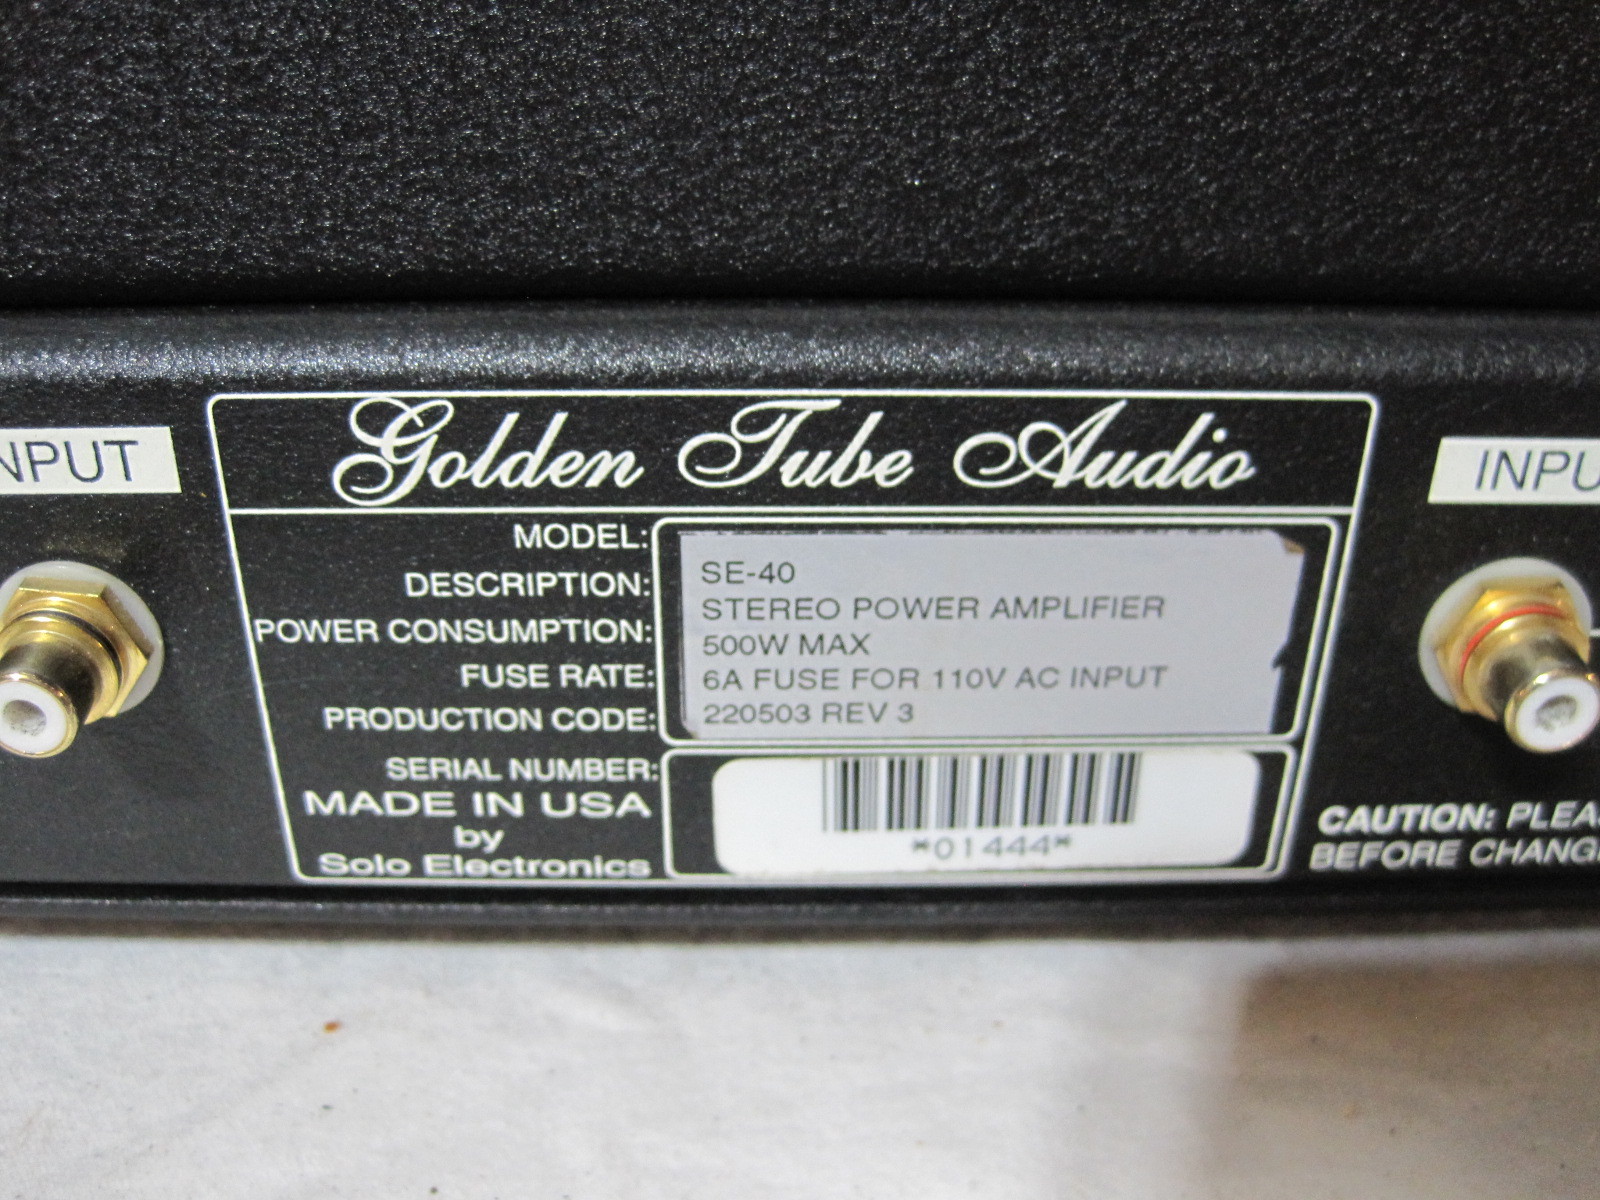 Golden Tube Audio
NPUT
INPU
MODEL: SE-40
DESCRIPTION: STEREO POWER AMPLIFIER
POWER CONSUMPTION: 500W MAX
FUSE RATE: 6A FUSE FOR 110V AC INPUT
PRODUCTION CODE: 220503 REV 3
SERIAL NUMBER: *01444*
MADE IN USA
by
Solo Electronics
CAUTION: PLEA
BEFORE CHANG